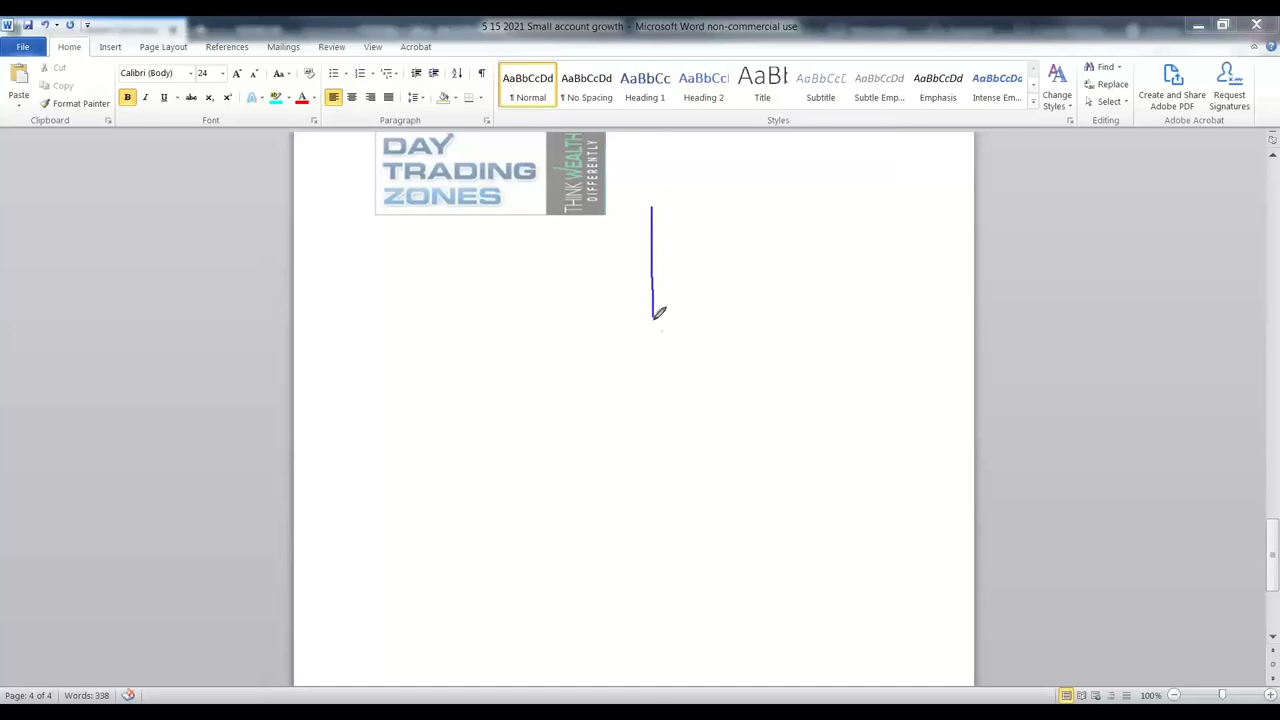 5 15 2021 Small account growth - Microsoft Word non-commercial use
File Home Insert Page Layout References Mailings Review View Acrobat
Paste
Cut
Copy
Format Painter
Clipboard
Calibri (Body) 24
Font
Paragraph
AaBbCcDd AaBbCcDd AaBbCc AaBbCc AaBb AaBbCcD AaBbCcDd AaBbCcDd AaBbCcDd
¶ Normal ¶ No Spacing Heading 1 Heading 2 Title Subtitle Subtle Emp... Emphasis Intense Em...
Styles
Change
Styles
Find
Replace
Select
Editing
Create and Share
Adobe PDF
Request
Signatures
Adobe Acrobat
DAY
TRADING
ZONES
THINK WEALTH
DIFFERENTLY
Page: 4 of 4 Words: 338
100%